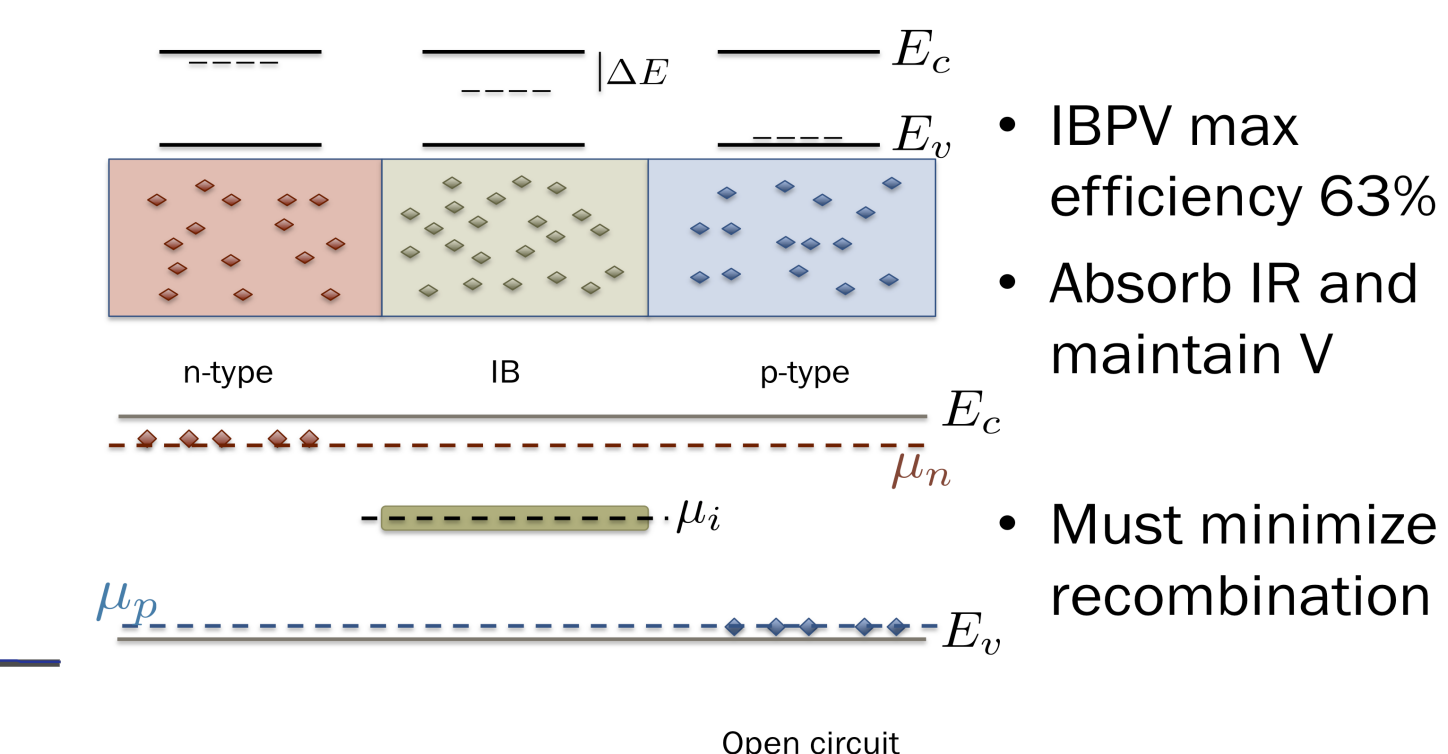 E_c
|ΔE
E_v
• IBPV max
efficiency 63%
• Absorb IR and
maintain V
n-type
IB
p-type
E_c
μ_n
μ_i
• Must minimize
recombination
μ_p
E_v
Open circuit